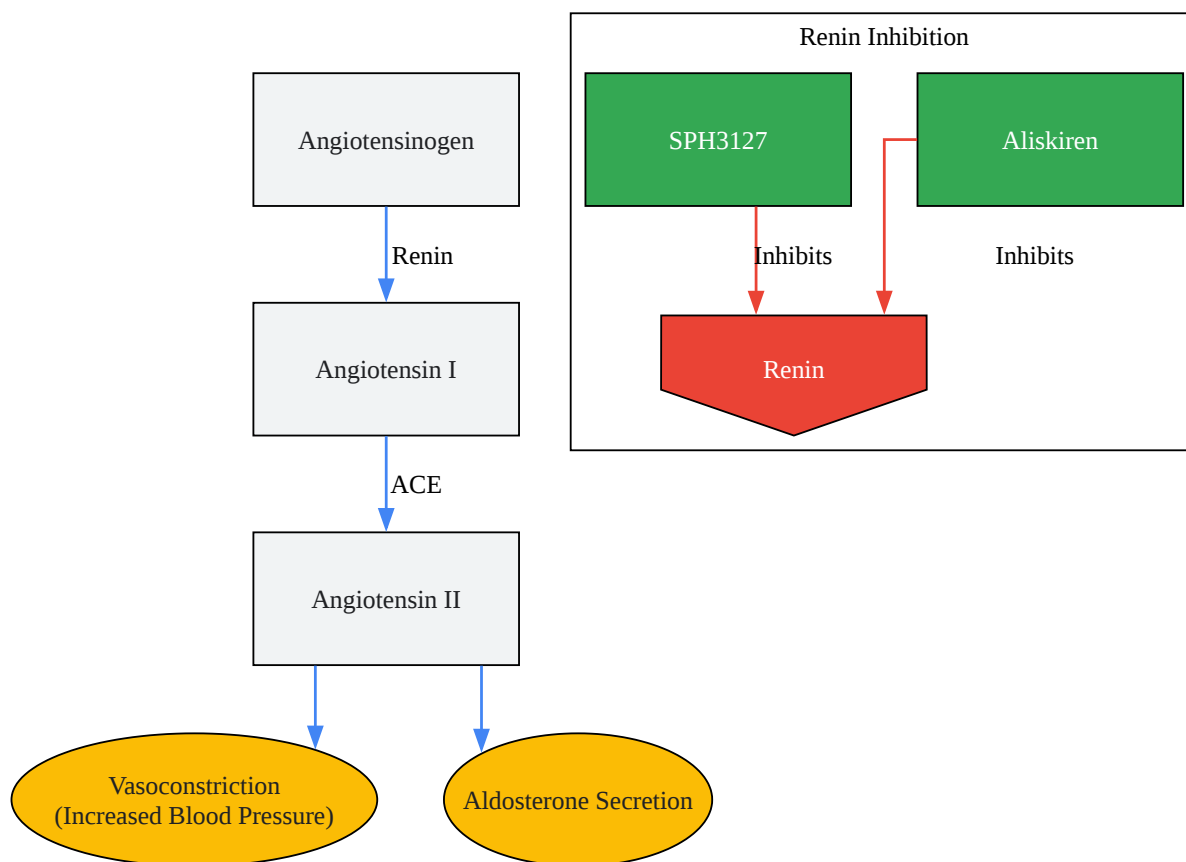 Renin Inhibition
Angiotensinogen
SPH3127
Aliskiren
Renin
Inhibits
Inhibits
Angiotensin I
Renin
ACE
Angiotensin II
Vasoconstriction
(Increased Blood Pressure)
Aldosterone Secretion